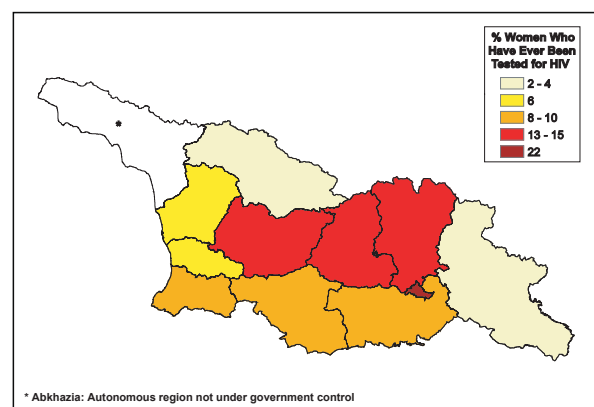 % Women Who
Have Ever Been
Tested for HIV
2 - 4
6
8 - 10
13 - 15
22
*
* Abkhazia: Autonomous region not under government control